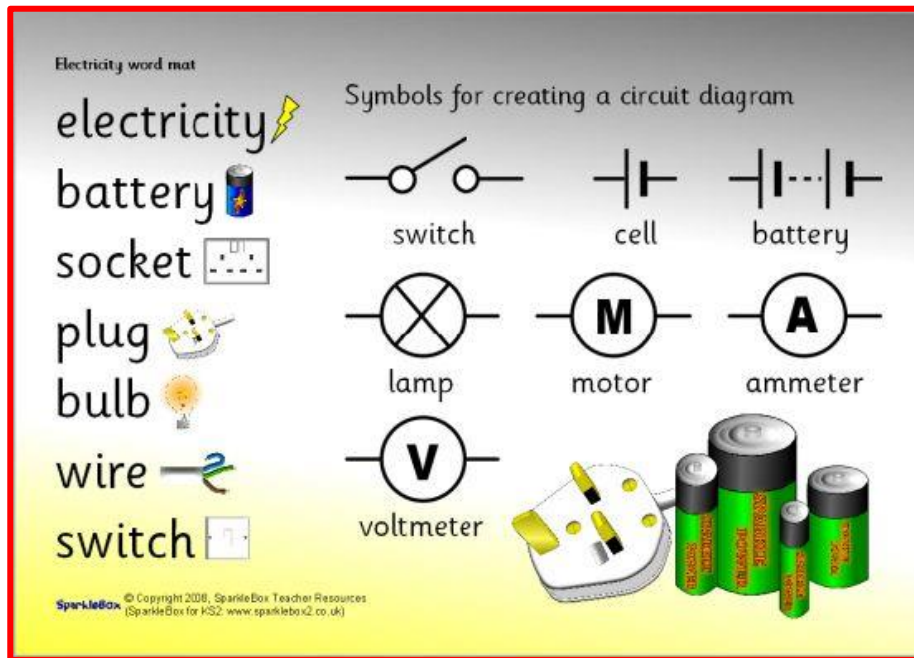 Electricity word mat
electricity
battery
socket
plug
bulb
wire
switch
Symbols for creating a circuit diagram
switch
cell
battery
lamp
M
motor
A
ammeter
V
voltmeter
SparkleBox
© Copyright 2008, SparkleBox Teacher Resources
(SparkleBox for KS2: www.sparklebox2.co.uk)